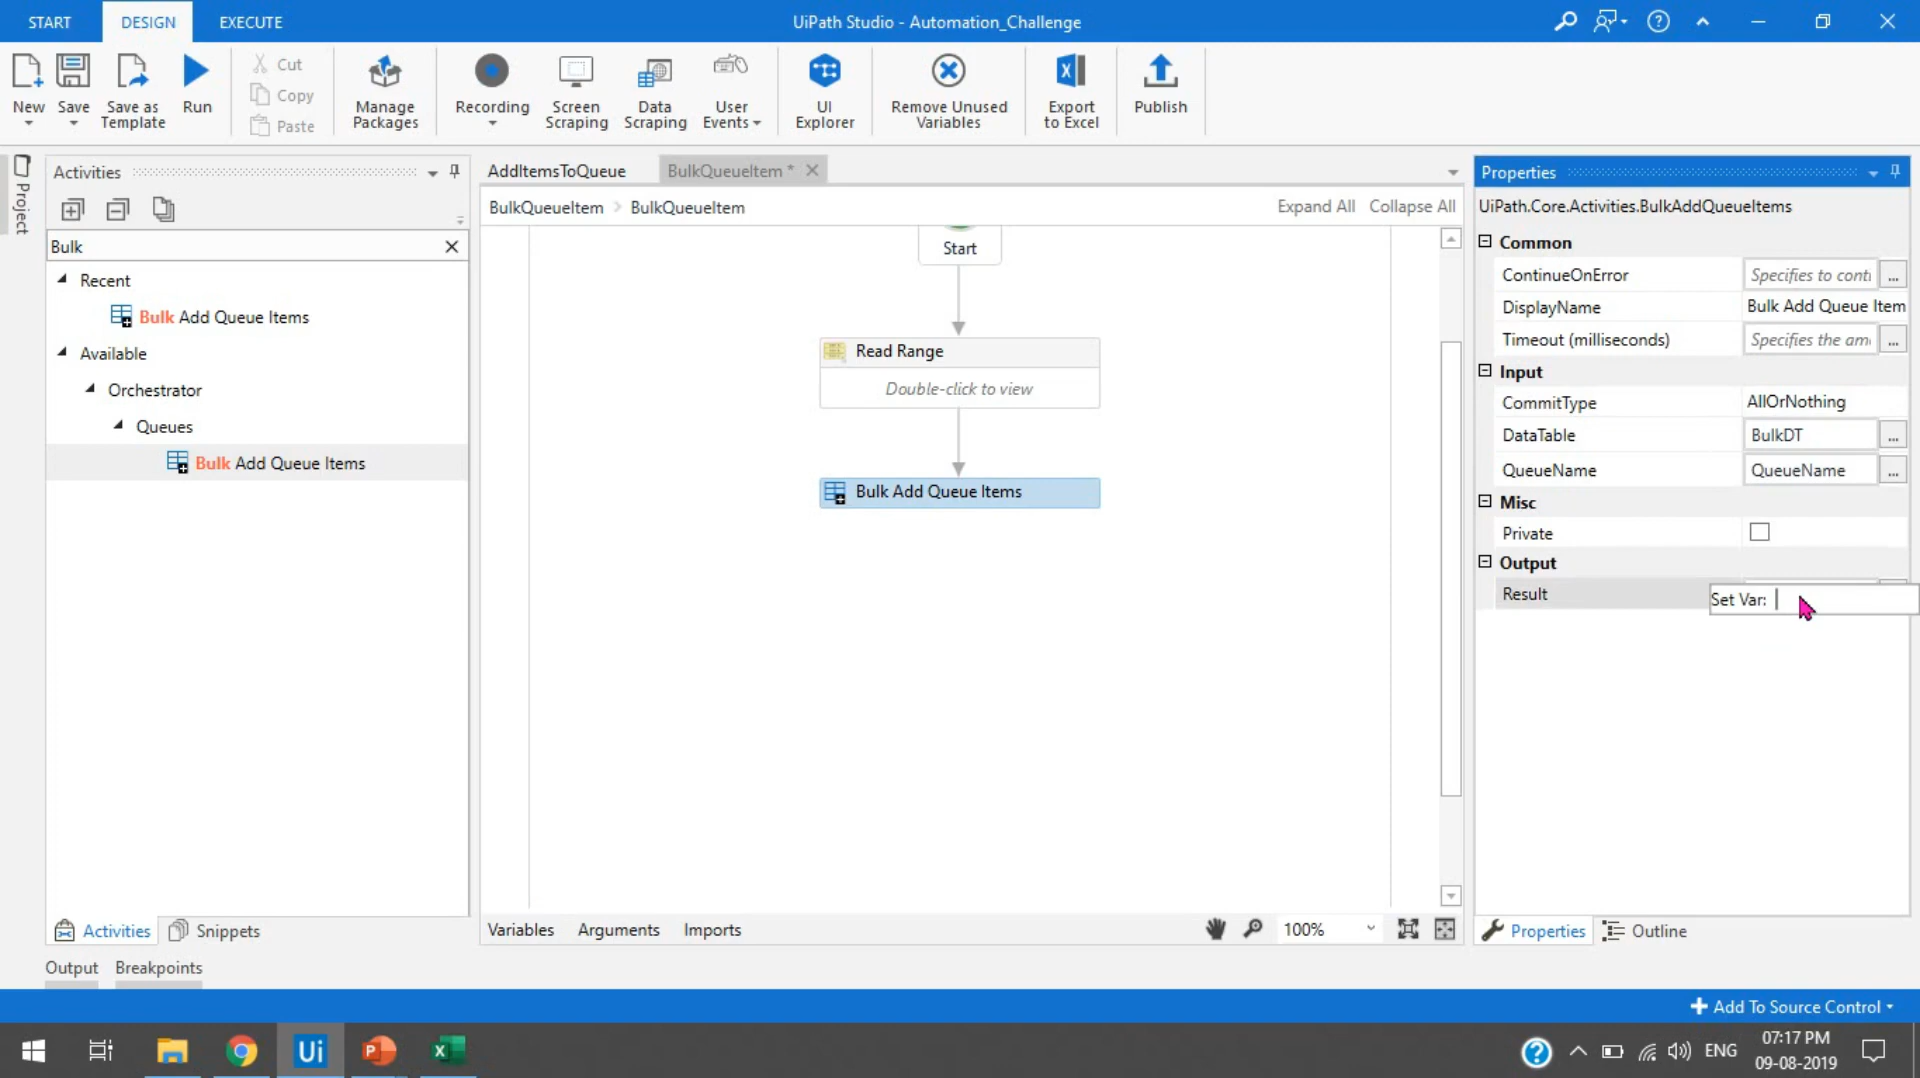 START
DESIGN
EXECUTE
UiPath Studio - Automation_Challenge
New
Save
Save as
Template
Run
Cut
Copy
Paste
Manage
Packages
Recording
Screen
Scraping
Data
Scraping
User
Events
UI
Explorer
Remove Unused
Variables
Export
to Excel
Publish
Project
Activities
Bulk
Recent
Bulk Add Queue Items
Available
Orchestrator
Queues
Bulk Add Queue Items
Activities
Snippets
Output
Breakpoints
AddItemsToQueue
BulkQueueItem *
BulkQueueItem > BulkQueueItem
Expand All
Collapse All
Start
Read Range
Double-click to view
Bulk Add Queue Items
Variables
Arguments
Imports
100%
Properties
UiPath.Core.Activities.BulkAddQueueItems
Common
ContinueOnError
Specifies to conti
...
DisplayName
Bulk Add Queue Item
Timeout (milliseconds)
Specifies the am
...
Input
CommitType
AllOrNothing
DataTable
BulkDT
...
QueueName
QueueName
...
Misc
Private
Output
Result
Set Var:
Properties
Outline
Add To Source Control
Ui
ENG
07:17 PM
09-08-2019